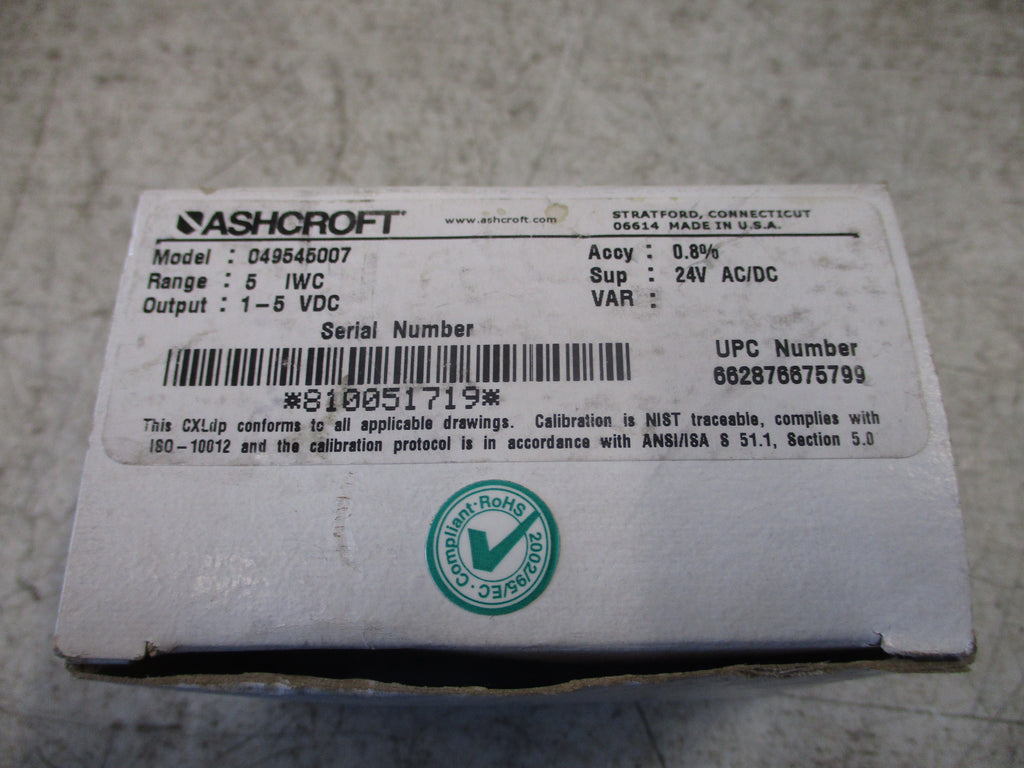 ASHCROFT
www.ashcroft.com
STRATFORD, CONNECTICUT
06614 MADE IN U.S.A.
Model : 049545007
Range : 5 IWC
Output : 1-5 VDC
Accy : 0.8%
Sup : 24V AC/DC
VAR :
Serial Number
*810051719*
UPC Number
662876675799
This CXLdp conforms to all applicable drawings. Calibration is NIST traceable, complies with
ISO-10012 and the calibration protocol is in accordance with ANSI/ISA S 51.1, Section 5.0
Compliant·RoHS
2002/95/EC·